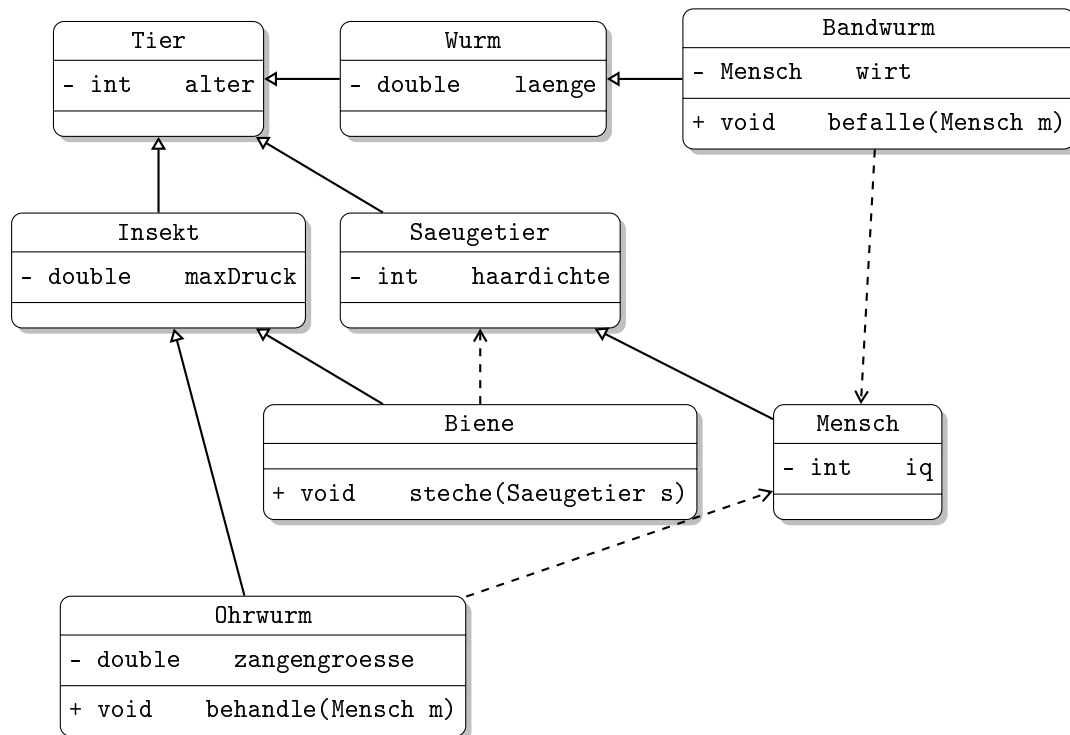 Tier
- int alter
Wurm
- double laenge
Bandwurm
- Mensch wirt
+ void befalle(Mensch m)
Insekt
- double maxDruck
Saeugetier
- int haardichte
Biene
+ void steche(Saeugetier s)
Mensch
- int iq
Ohrwurm
- double zangengroesse
+ void behandle(Mensch m)